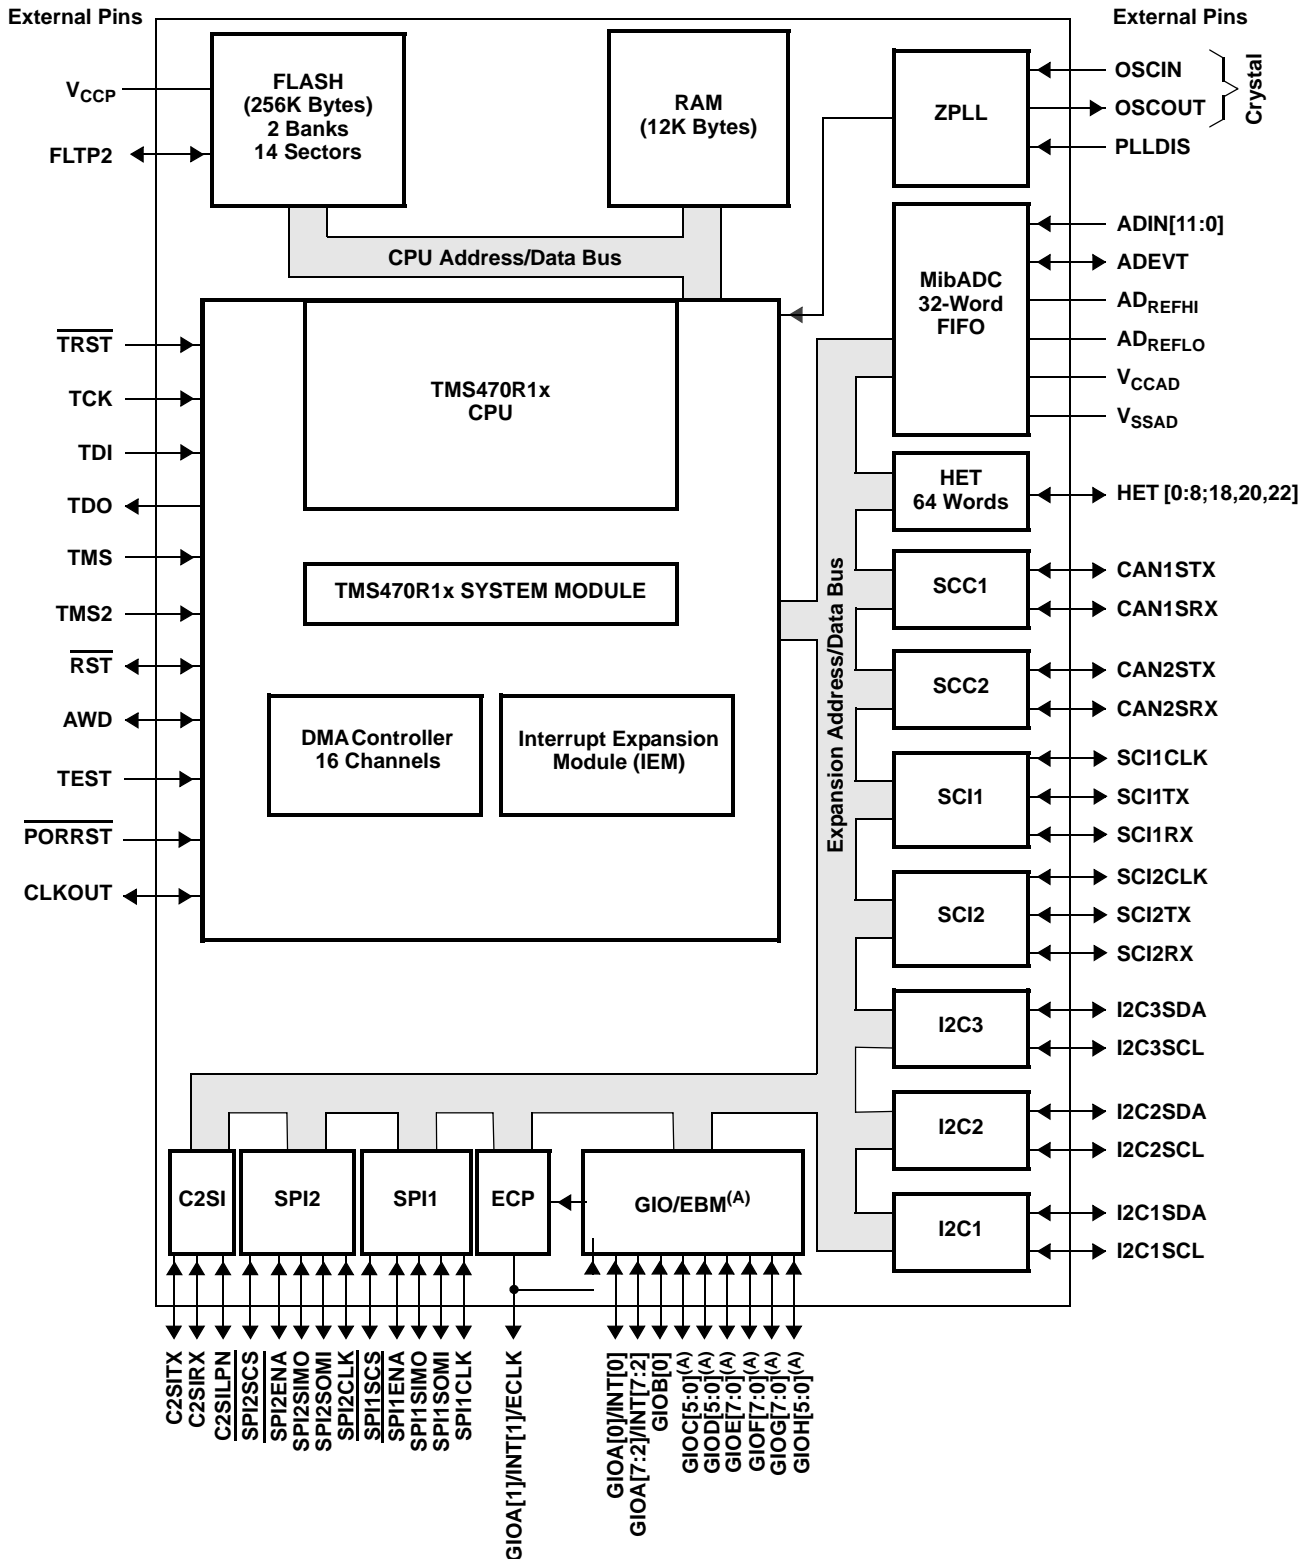 External Pins
External Pins
FLASH
(256K Bytes)
2 Banks
14 Sectors
RAM
(12K Bytes)
ZPLL
VCCP
FLTP2
OSCIN
OSCOUT
Crystal
PLLDIS
CPU Address/Data Bus
MibADC
32-Word
FIFO
ADIN[11:0]
ADEVT
ADREFHI
ADREFLO
VCCAD
VSSAD
TRST
TCK
TDI
TDO
TMS
TMS2
RST
AWD
TEST
PORRST
CLKOUT
TMS470R1x
CPU
TMS470R1x SYSTEM MODULE
DMA Controller
16 Channels
Interrupt Expansion
Module (IEM)
Expansion Address/Data Bus
HET
64 Words
HET [0:8;18,20,22]
SCC1
CAN1STX
CAN1SRX
SCC2
CAN2STX
CAN2SRX
SCI1
SCI1CLK
SCI1TX
SCI1RX
SCI2
SCI2CLK
SCI2TX
SCI2RX
I2C3
I2C3SDA
I2C3SCL
I2C2
I2C2SDA
I2C2SCL
I2C1
I2C1SDA
I2C1SCL
C2SI
SPI2
SPI1
ECP
GIO/EBM(A)
C2SITX
C2SIRX
C2SILPN
SPI2SCS
SPI2ENA
SPI2SIMO
SPI2SOMI
SPI2CLK
SPI1SCS
SPI1ENA
SPI1SIMO
SPI1SOMI
SPI1CLK
GIOA[1]/INT[1]/ECLK
GIOA[0]/INT[0]
GIOA[7:2]/INT[7:2]
GIOB[0]
GIOC[5:0](A)
GIOD[5:0](A)
GIOE[7:0](A)
GIOF[7:0](A)
GIOG[7:0](A)
GIOH[5:0](A)